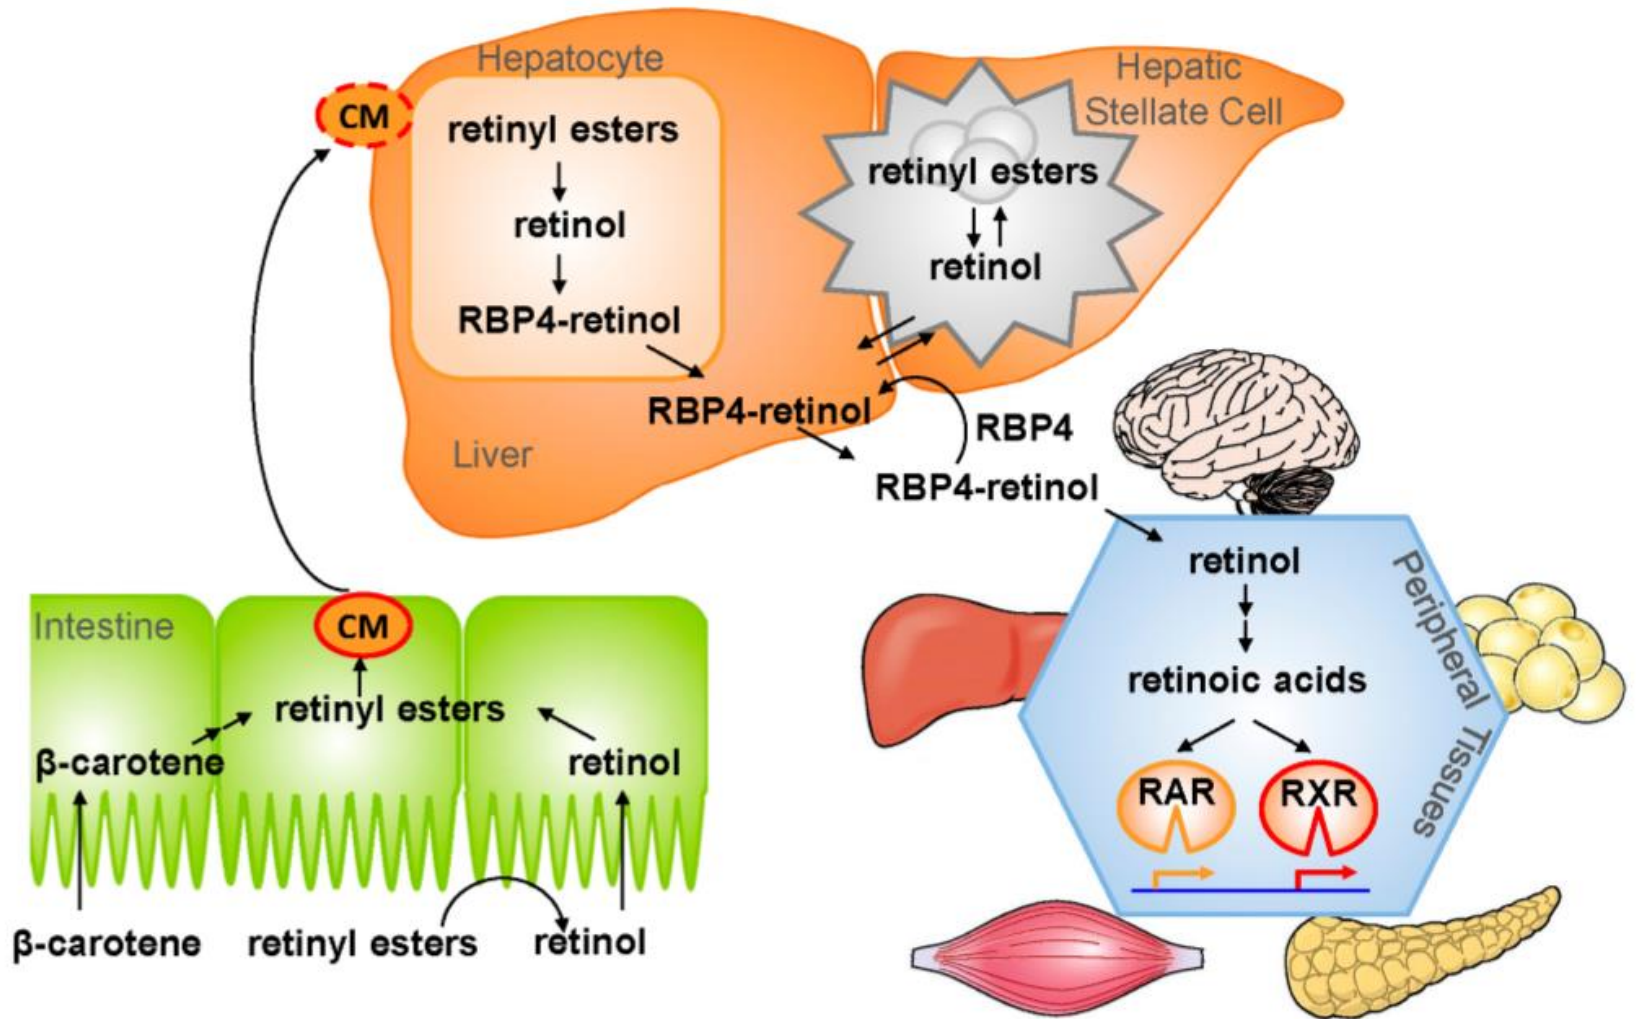 Hepatocyte
CM
retinyl esters
retinol
RBP4-retinol
Hepatic
Stellate Cell
retinyl esters
retinol
RBP4-retinol
Liver
RBP4
RBP4-retinol
Intestine
CM
retinyl esters
β-carotene
retinol
β-carotene
retinyl esters
retinol
retinol
retinoic acids
RAR
RXR
Peripheral Tissues